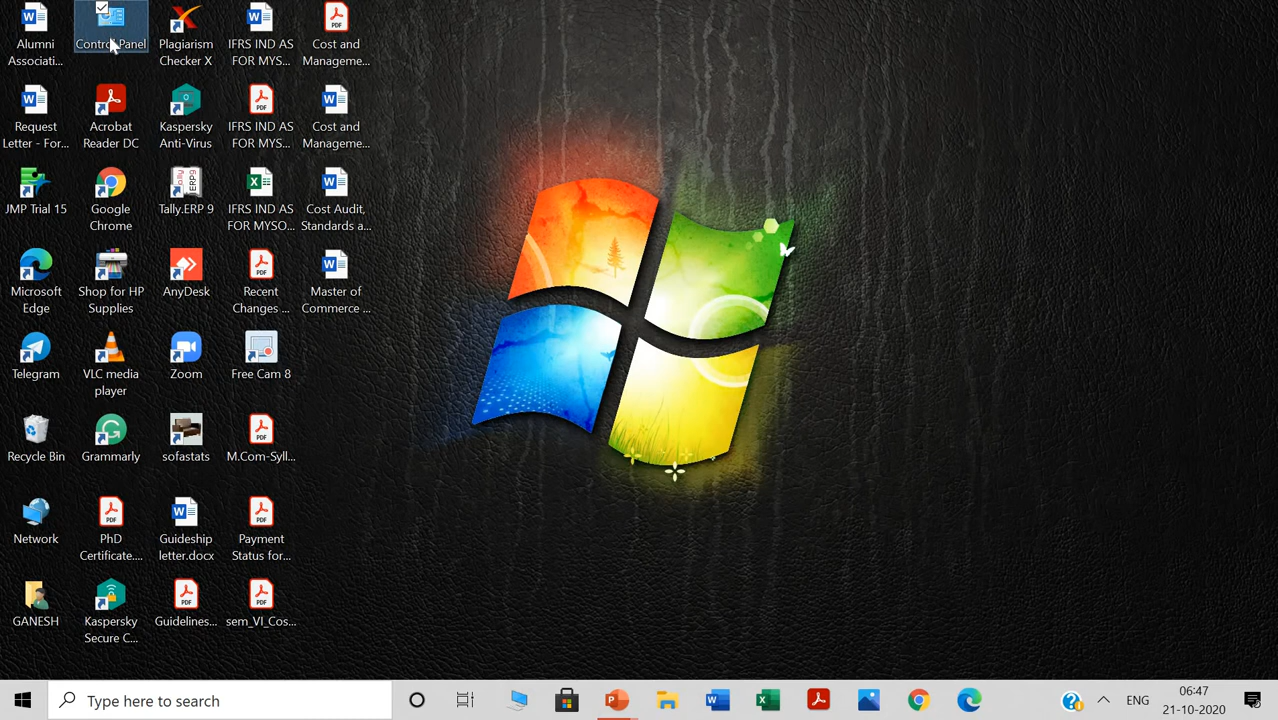 Alumni
Associati...
Control Panel
Plagiarism
Checker X
IFRS IND AS
FOR MYS...
Cost and
Manageme...
Request
Letter - For...
Acrobat
Reader DC
Kaspersky
Anti-Virus
IFRS IND AS
FOR MYS...
Cost and
Manageme...
JMP Trial 15
Google
Chrome
Tally.ERP 9
IFRS IND AS
FOR MYSO...
Cost Audit,
Standards a...
Microsoft
Edge
Shop for HP
Supplies
AnyDesk
Recent
Changes ...
Master of
Commerce ...
Telegram
VLC media
player
Zoom
Free Cam 8
Recycle Bin
Grammarly
sofastats
M.Com-Syll...
Network
PhD
Certificate....
Guideship
letter.docx
Payment
Status for...
GANESH
Kaspersky
Secure C...
Guidelines...
sem_VI_Cos...
Type here to search
ENG
06:47
21-10-2020